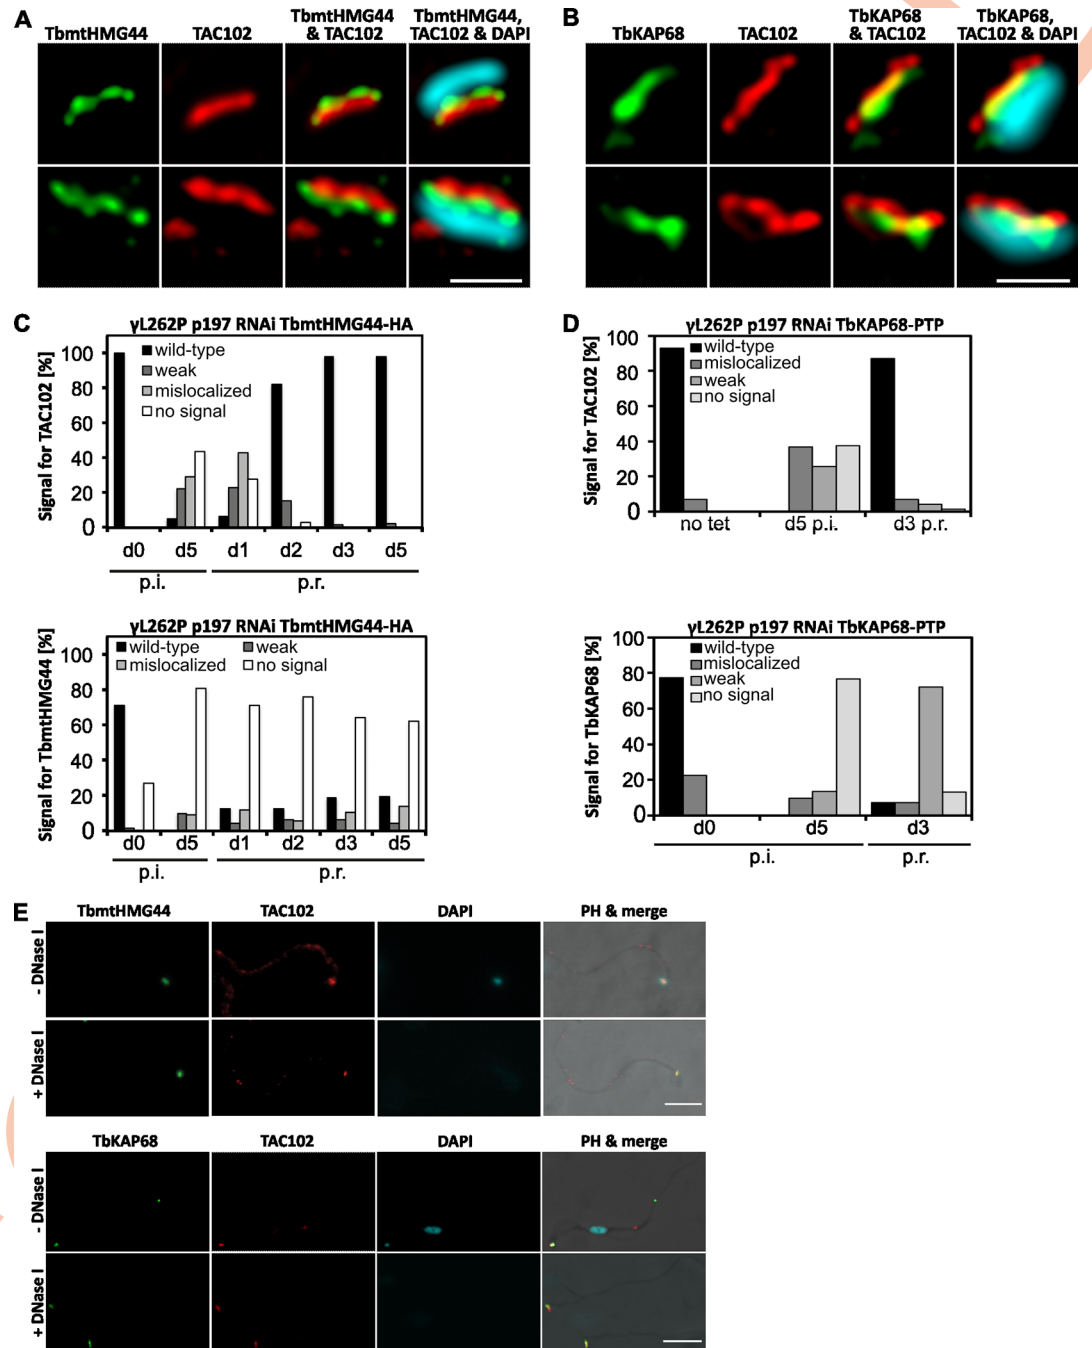 A
TbmtHMG44
TAC102
TbmtHMG44
& TAC102
TbmtHMG44,
TAC102 & DAPI
B
TbKAP68
TAC102
TbKAP68
& TAC102
TbKAP68,
TAC102 & DAPI
C
γL262P p197 RNAi TbmtHMG44-HA
Signal for TAC102 [%]
100
80
60
40
20
0
wild-type
weak
mislocalized
no signal
d0 d5 d1 d2 d3 d5
p.i. p.r.
γL262P p197 RNAi TbmtHMG44-HA
Signal for TbmtHMG44 [%]
100
80
60
40
20
0
wild-type weak
mislocalized no signal
d0 d5 d1 d2 d3 d5
p.i. p.r.
D
γL262P p197 RNAi TbKAP68-PTP
Signal for TAC102 [%]
100
80
60
40
20
0
wild-type
mislocalized
weak
no signal
no tet d5 p.i. d3 p.r.
γL262P p197 RNAi TbKAP68-PTP
Signal for TbKAP68 [%]
100
80
60
40
20
0
wild-type
mislocalized
weak
no signal
d0 d5 d3
p.i. p.r.
E
TbmtHMG44 TAC102 DAPI PH & merge
- DNase I
+ DNase I
TbKAP68 TAC102 DAPI PH & merge
- DNase I
+ DNase I